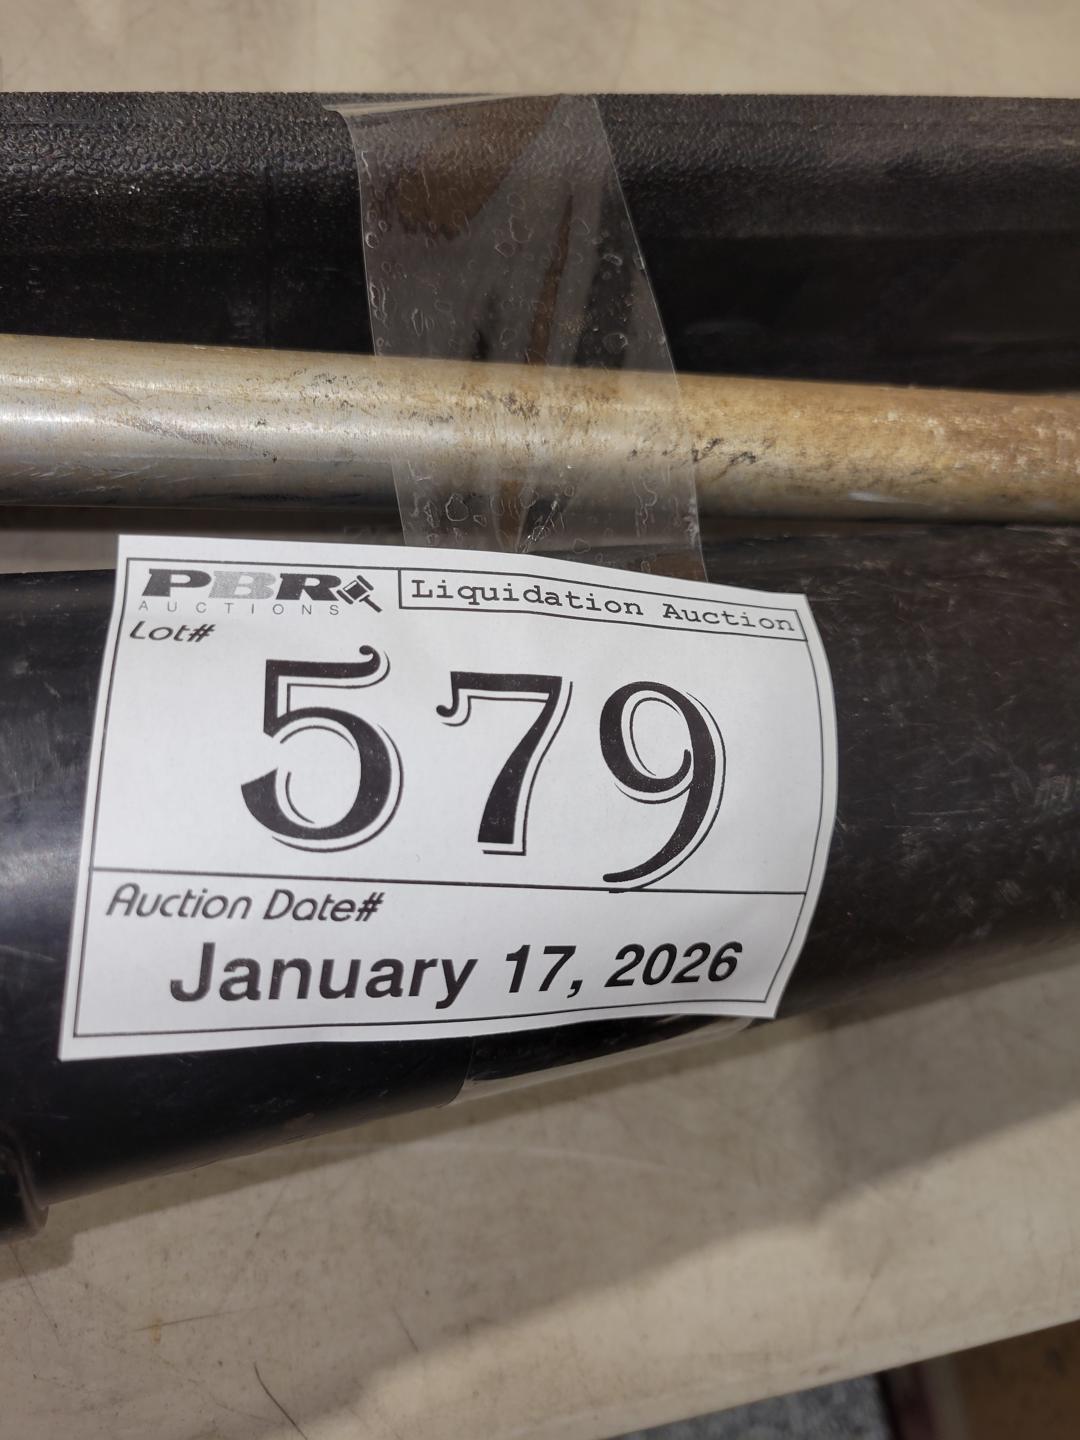 PBR
AUCTIONS
Liquidation Auction
Lot#
579
Auction Date#
January 17, 2026